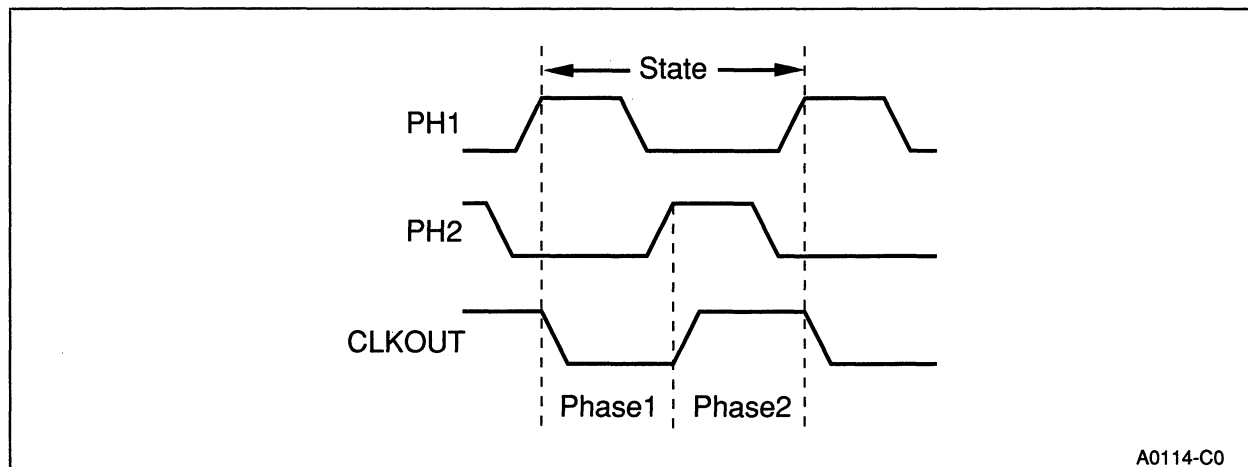 State
PH1
PH2
CLKOUT
Phase1 Phase2
A0114-C0